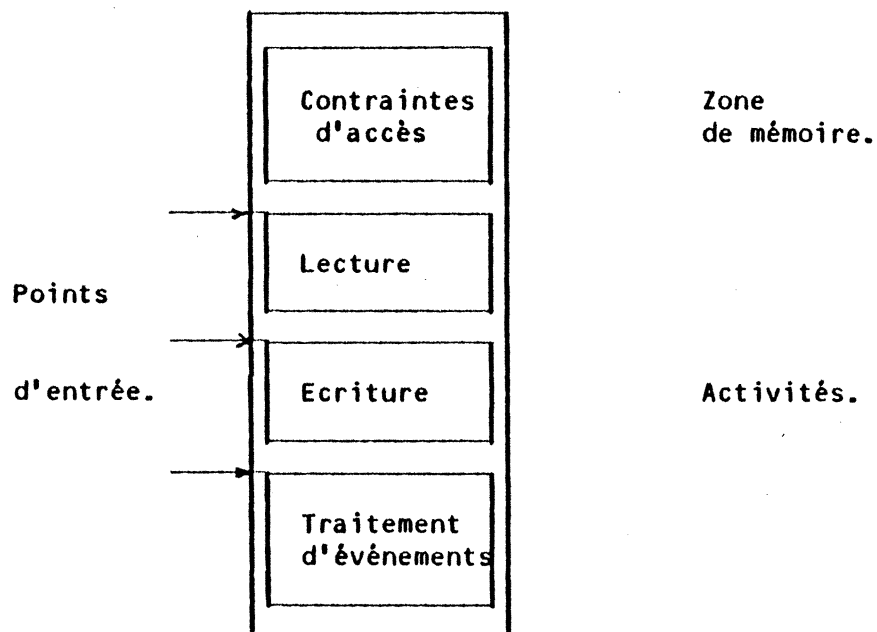 Contraintes
d'accès
Zone
de mémoire.
Lecture
Points
d'entrée.
Ecriture
Activités.
Traitement
d'événements